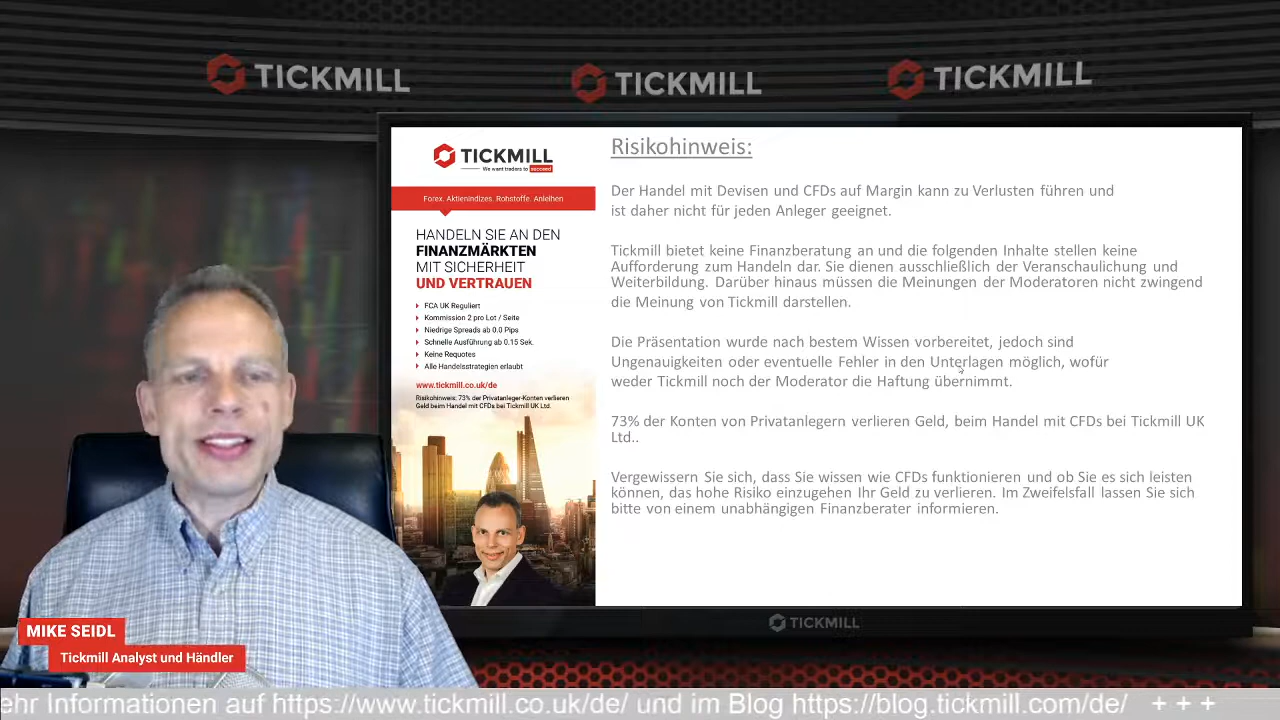 TICKMILL
TICKMILL
TICKMILL
TICKMILL
We want traders to succeed
Forex. Aktienindizes. Rohstoffe. Anleihen
HANDELN SIE AN DEN
FINANZMÄRKTEN
MIT SICHERHEIT
UND VERTRAUEN
FCA UK Reguliert
Kommission 2 pro Lot / Seite
Niedrige Spreads ab 0.0 Pips
Schnelle Ausführung ab 0.15 Sek.
Keine Requotes
Alle Handelsstrategien erlaubt
www.tickmill.co.uk/de
Risikohinweis: 73% der Privatanleger-Konten verlieren
Geld beim Handel mit CFDs bei Tickmill UK Ltd.
Risikohinweis:
Der Handel mit Devisen und CFDs auf Margin kann zu Verlusten führen und
ist daher nicht für jeden Anleger geeignet.
Tickmill bietet keine Finanzberatung an und die folgenden Inhalte stellen keine
Aufforderung zum Handeln dar. Sie dienen ausschließlich der Veranschaulichung und
Weiterbildung. Darüber hinaus müssen die Meinungen der Moderatoren nicht zwingend
die Meinung von Tickmill darstellen.
Die Präsentation wurde nach bestem Wissen vorbereitet, jedoch sind
Ungenauigkeiten oder eventuelle Fehler in den Unterlagen möglich, wofür
weder Tickmill noch der Moderator die Haftung übernimmt.
73% der Konten von Privatanlegern verlieren Geld, beim Handel mit CFDs bei Tickmill UK
Ltd..
Vergewissern Sie sich, dass Sie wissen wie CFDs funktionieren und ob Sie es sich leisten
können, das hohe Risiko einzugehen Ihr Geld zu verlieren. Im Zweifelsfall lassen Sie sich
bitte von einem unabhängigen Finanzberater informieren.
TICKMILL
MIKE SEIDL
Tickmill Analyst und Händler
ehr Informationen auf https://www.tickmill.co.uk/de/ und im Blog https://blog.tickmill.com/de/ + + +